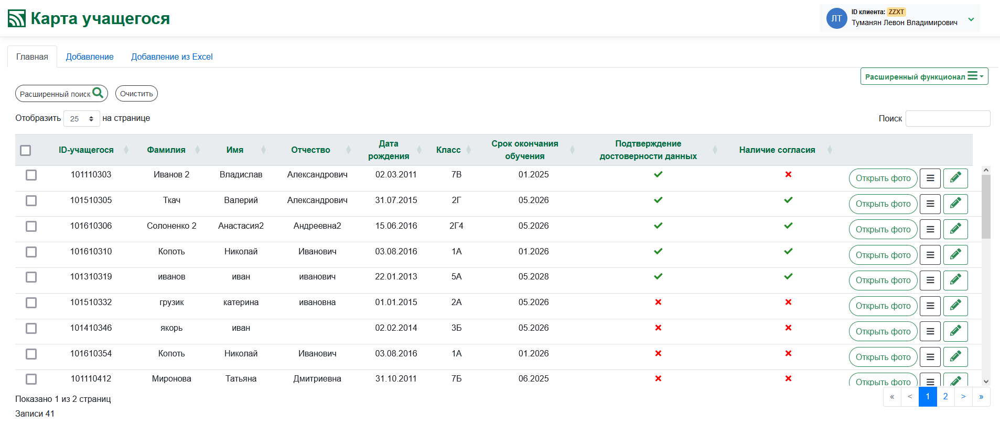 Карта учащегося
ЛТ
ID клиента: ZZXT
Туманян Левон Владимирович
Главная Добавление Добавление из Excel
Расширенный функционал
Расширенный поиск Очистить
Отобразить 25 на странице
Поиск
ID-учащегося Фамилия Имя Отчество Дата рождения Класс Срок окончания обучения Подтверждение достоверности данных Наличие согласия
101110303 Иванов 2 Владислав Александрович 02.03.2011 7В 01.2025 Открыть фото
101510305 Ткач Валерий Александрович 31.07.2015 2Г 05.2026 Открыть фото
101610306 Солоненко 2 Анастасия2 Андреевна2 15.06.2016 2Г4 05.2026 Открыть фото
101610310 Копоть Николай Иванович 03.08.2016 1А 01.2026 Открыть фото
101310319 иванов иван иванович 22.01.2013 5А 05.2028 Открыть фото
101510332 грузик катерина ивановна 01.01.2015 2А 05.2026 Открыть фото
101410346 якорь иван 02.02.2014 3Б 05.2026 Открыть фото
101610354 Копоть Николай Иванович 03.08.2016 1А 01.2026 Открыть фото
101110412 Миронова Татьяна Дмитриевна 31.10.2011 7Б 06.2025 Открыть фото
Показано 1 из 2 страниц
« < 1 2 > »
Записи 41